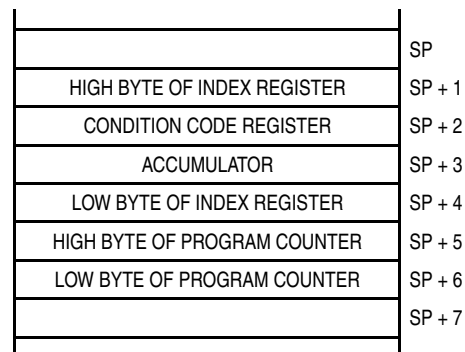 SP
HIGH BYTE OF INDEX REGISTER SP + 1
CONDITION CODE REGISTER SP + 2
ACCUMULATOR SP + 3
LOW BYTE OF INDEX REGISTER SP + 4
HIGH BYTE OF PROGRAM COUNTER SP + 5
LOW BYTE OF PROGRAM COUNTER SP + 6
SP + 7